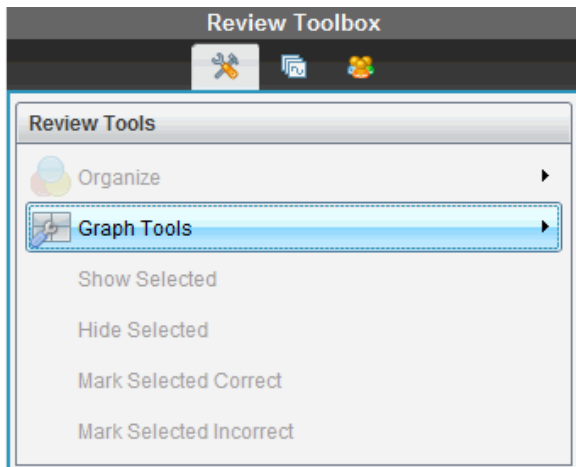 Review Toolbox
Review Tools
Organize
Graph Tools
Show Selected
Hide Selected
Mark Selected Correct
Mark Selected Incorrect